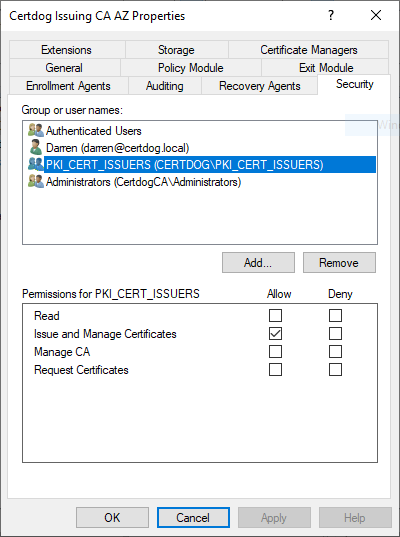 Certdog Issuing CA AZ Properties
Extensions Storage Certificate Managers
General Policy Module Exit Module
Enrollment Agents Auditing Recovery Agents Security
Group or user names:
Authenticated Users
Darren (darren@certdog.local)
PKI_CERT_ISSUERS (CERTDOG\PKI_CERT_ISSUERS)
Administrators (CertdogCA\Administrators)
Add... Remove
Permissions for PKI_CERT_ISSUERS Allow Deny
Read
Issue and Manage Certificates
Manage CA
Request Certificates
OK Cancel Apply Help